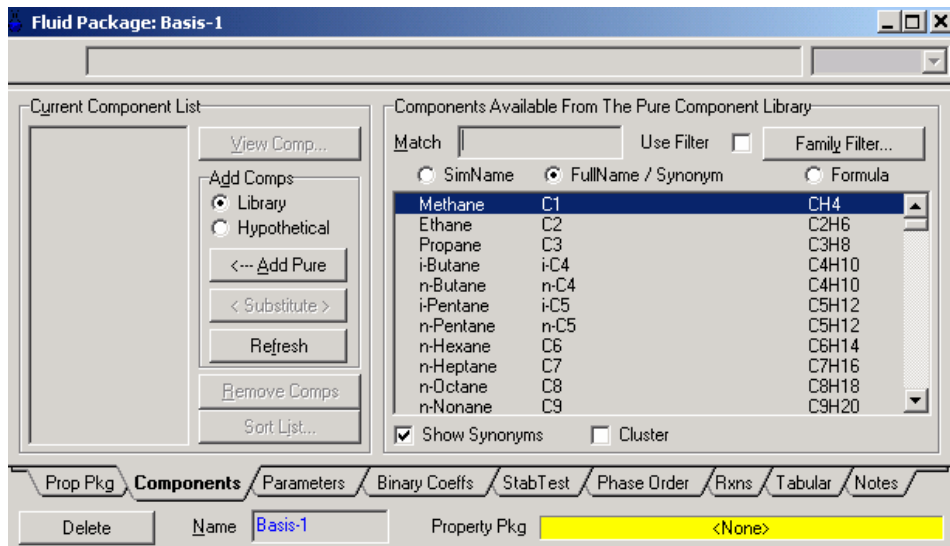 Fluid Package: Basis-1
Current Component List
Components Available From The Pure Component Library
View Comp...
Match
Use Filter
Family Filter...
Add Comps
SimName
FullName / Synonym
Formula
Library
Hypothetical
Methane C1 CH4
Ethane C2 C2H6
Propane C3 C3H8
i-Butane i-C4 C4H10
n-Butane n-C4 C4H10
i-Pentane i-C5 C5H12
n-Pentane n-C5 C5H12
n-Hexane C6 C6H14
n-Heptane C7 C7H16
n-Octane C8 C8H18
n-Nonane C9 C9H20
<--- Add Pure
< Substitute >
Refresh
Remove Comps
Sort List...
Show Synonyms
Cluster
Prop Pkg Components Parameters Binary Coeffs StabTest Phase Order Rxns Tabular Notes
Delete
Name Basis-1
Property Pkg <None>